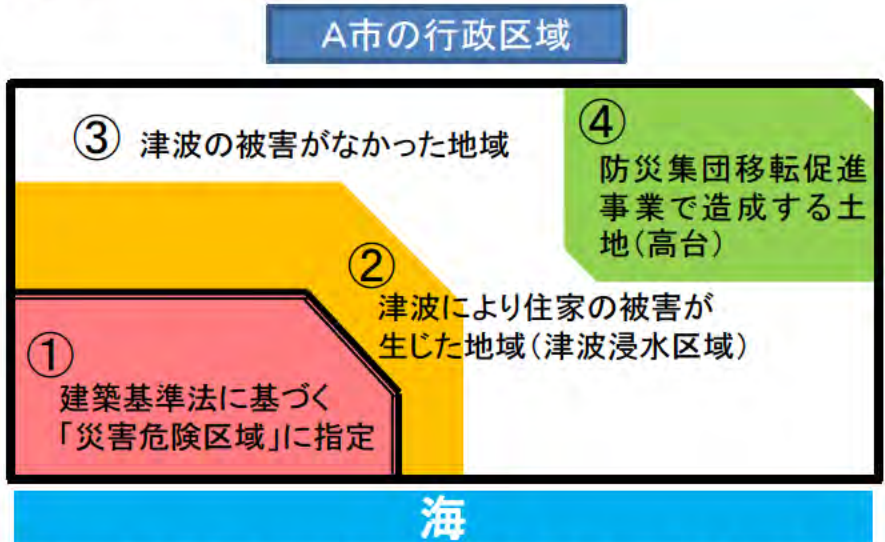 A市の行政区域
③ 津波の被害がなかった地域
④
防災集団移転促進
事業で造成する土
地(高台)
②
津波により住家の被害が
生じた地域(津波浸水区域)
①
建築基準法に基づく
「災害危険区域」に指定
海